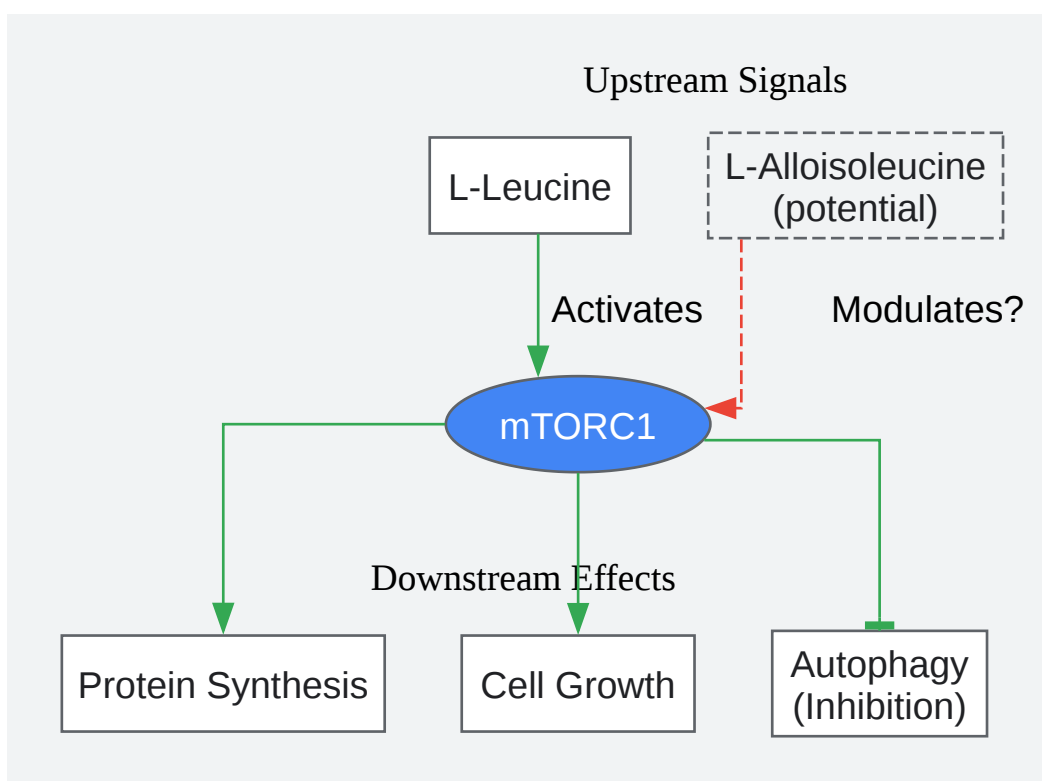 Upstream Signals
L-Leucine
L-Alloisoleucine
(potential)
Activates
Modulates?
mTORC1
Downstream Effects
Protein Synthesis
Cell Growth
Autophagy
(Inhibition)